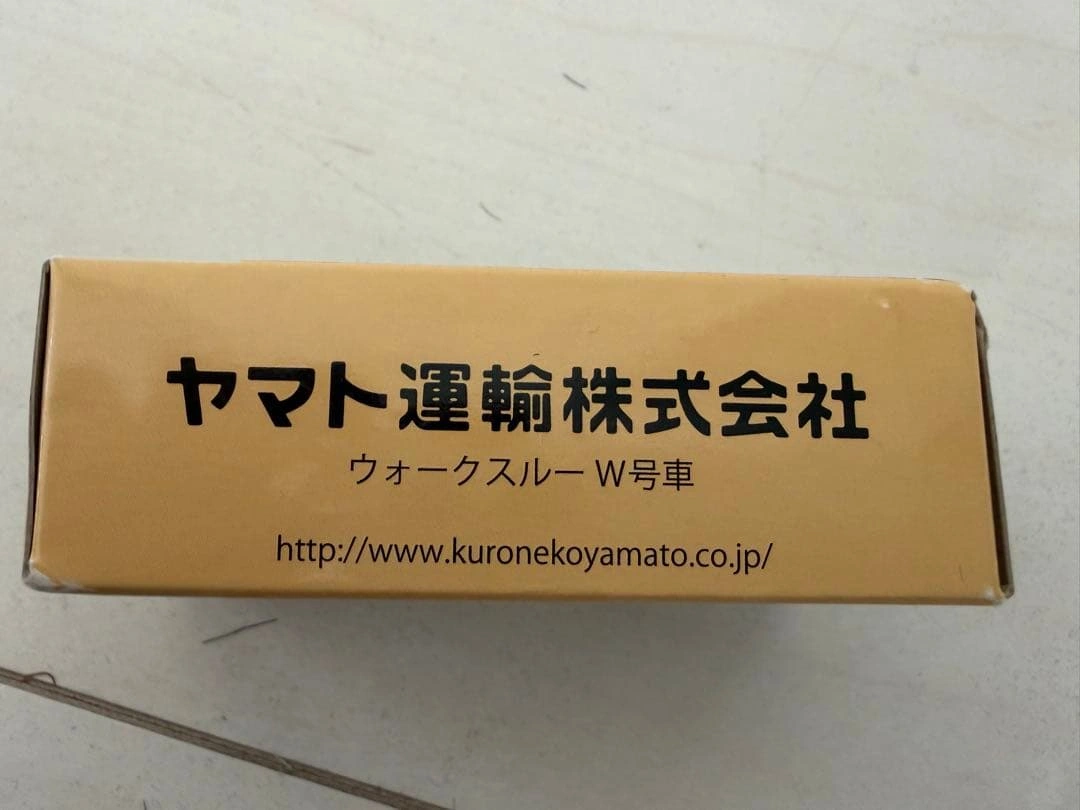 ヤマト運輸株式会社
ウォークスルー W号車
http://www.kuronekoyamato.co.jp/